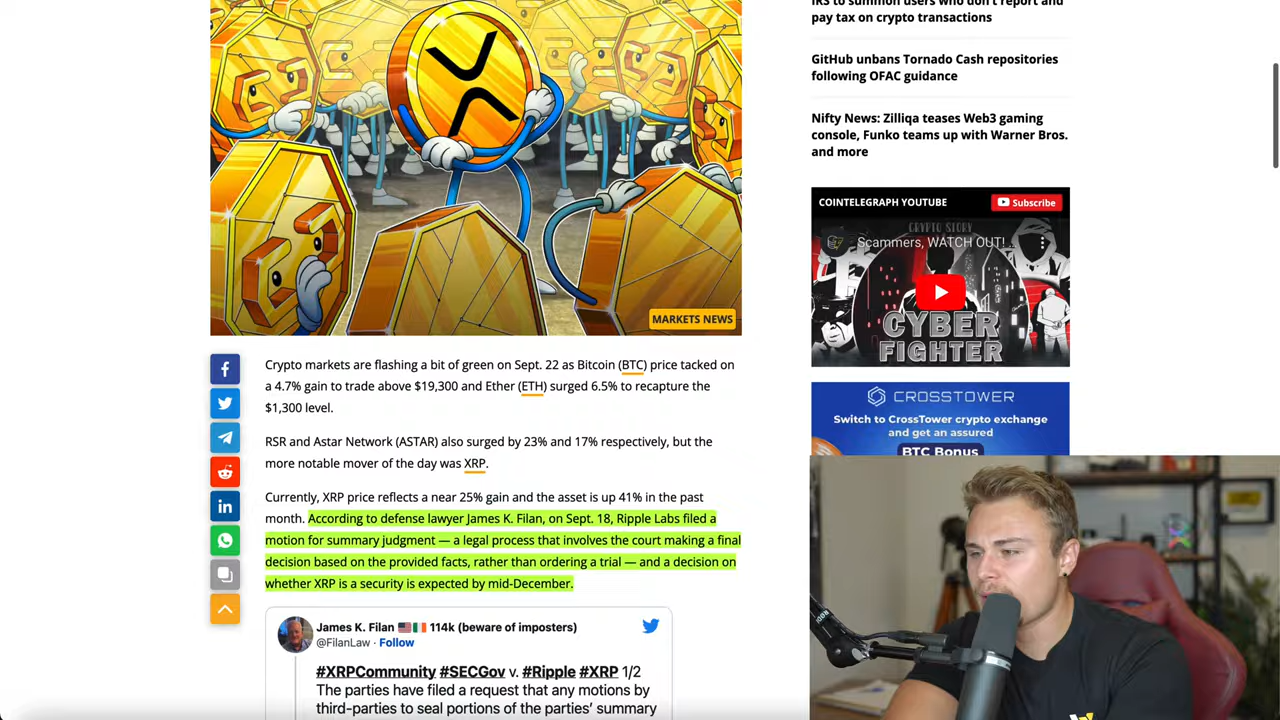 IRS to summon users who don't report and
pay tax on crypto transactions
GitHub unbans Tornado Cash repositories
following OFAC guidance
Nifty News: Zilliqa teases Web3 gaming
console, Funko teams up with Warner Bros.
and more
COINTELEGRAPH YOUTUBE
Subscribe
CRYPTO STORY
Scammers, WATCH OUT! ..
CYBER
FIGHTER
MARKETS NEWS
CROSSTOWER
Switch to CrossTower crypto exchange
and get an assured
BTC Bonus
Crypto markets are flashing a bit of green on Sept. 22 as Bitcoin (BTC) price tacked on
a 4.7% gain to trade above $19,300 and Ether (ETH) surged 6.5% to recapture the
$1,300 level.
RSR and Astar Network (ASTAR) also surged by 23% and 17% respectively, but the
more notable mover of the day was XRP.
Currently, XRP price reflects a near 25% gain and the asset is up 41% in the past
month. According to defense lawyer James K. Filan, on Sept. 18, Ripple Labs filed a
motion for summary judgment — a legal process that involves the court making a final
decision based on the provided facts, rather than ordering a trial — and a decision on
whether XRP is a security is expected by mid-December.
James K. Filan 🇺🇸🇮🇪 114k (beware of imposters)
@FilanLaw · Follow
#XRPCommunity #SECGov v. #Ripple #XRP 1/2
The parties have filed a request that any motions by
third-parties to seal portions of the parties' summary